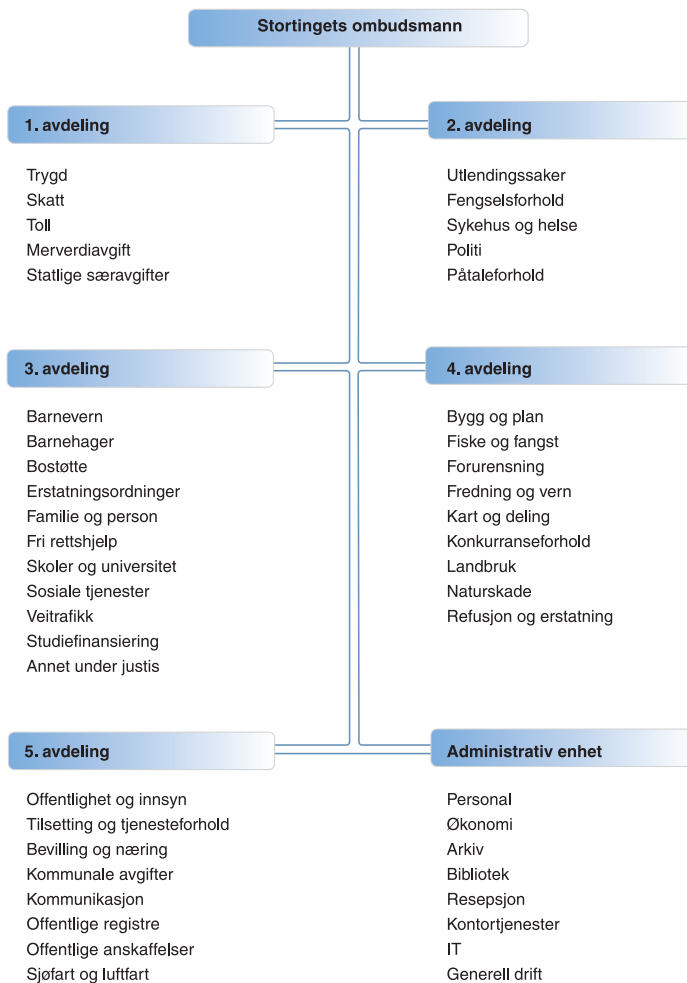 Stortingets ombudsmann
1. avdeling
Trygd
Skatt
Toll
Merverdiavgift
Statlige særavgifter
2. avdeling
Utlendingssaker
Fengselsforhold
Sykehus og helse
Politi
Påtaleforhold
3. avdeling
Barnevern
Barnehager
Bostøtte
Erstatningsordninger
Familie og person
Fri rettshjelp
Skoler og universitet
Sosiale tjenester
Veitrafikk
Studiefinansiering
Annet under justis
4. avdeling
Bygg og plan
Fiske og fangst
Forurensning
Fredning og vern
Kart og deling
Konkurranseforhold
Landbruk
Naturskade
Refusjon og erstatning
5. avdeling
Offentlighet og innsyn
Tilsetting og tjenesteforhold
Bevilling og næring
Kommunale avgifter
Kommunikasjon
Offentlige registre
Offentlige anskaffelser
Sjøfart og luftfart
Administrativ enhet
Personal
Økonomi
Arkiv
Bibliotek
Resepsjon
Kontortjenester
IT
Generell drift